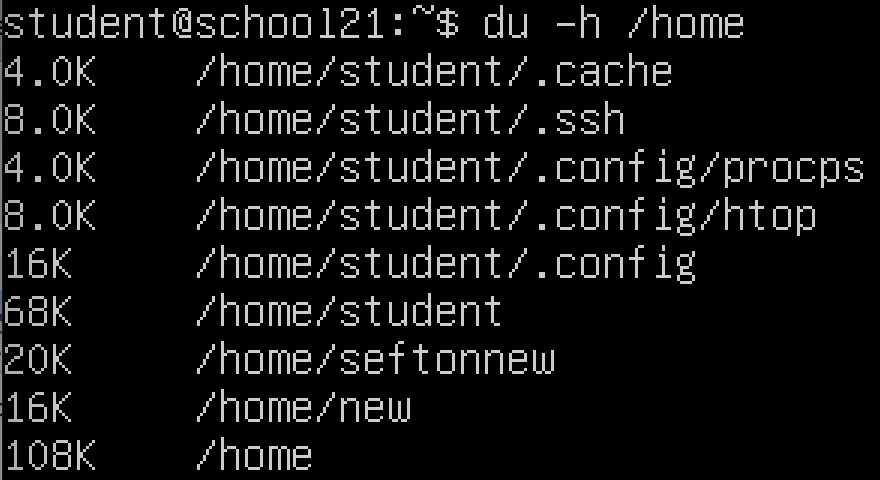 student@school21:~$ du -h /home
4.0K /home/student/.cache
8.0K /home/student/.ssh
4.0K /home/student/.config/procps
8.0K /home/student/.config/htop
16K /home/student/.config
68K /home/student
20K /home/seftonnew
16K /home/new
108K /home